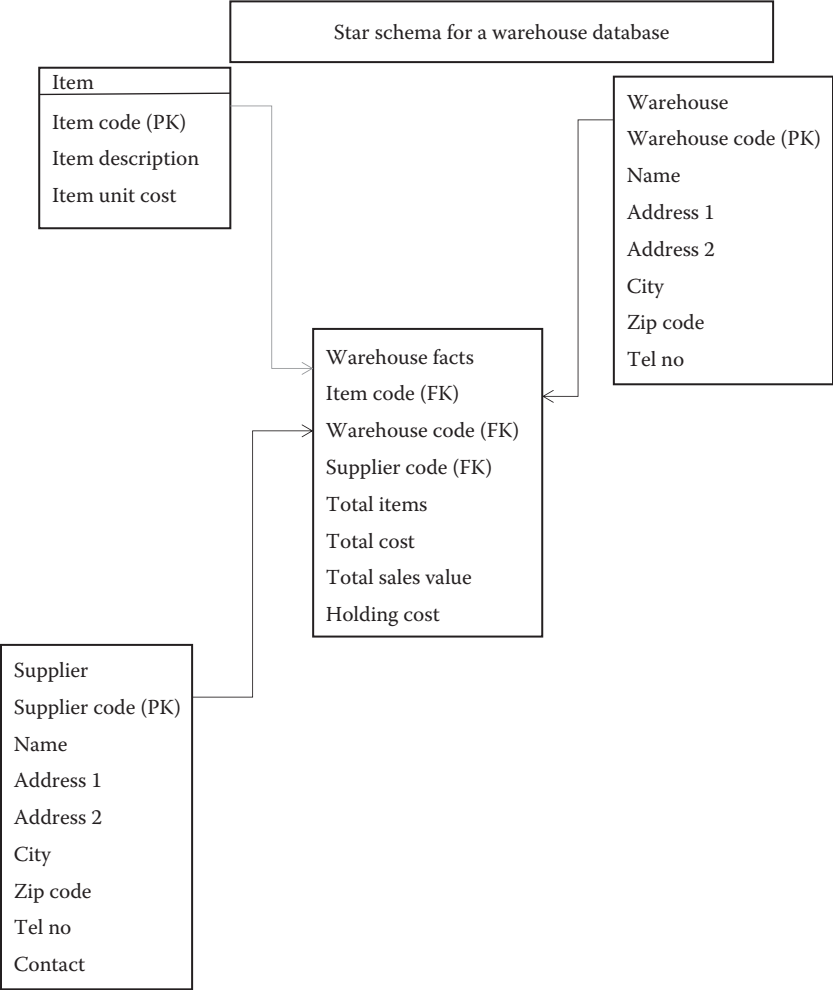 Star schema for a warehouse database
Item
Item code (PK)
Item description
Item unit cost
Warehouse
Warehouse code (PK)
Name
Address 1
Address 2
City
Zip code
Tel no
Warehouse facts
Item code (FK)
Warehouse code (FK)
Supplier code (FK)
Total items
Total cost
Total sales value
Holding cost
Supplier
Supplier code (PK)
Name
Address 1
Address 2
City
Zip code
Tel no
Contact